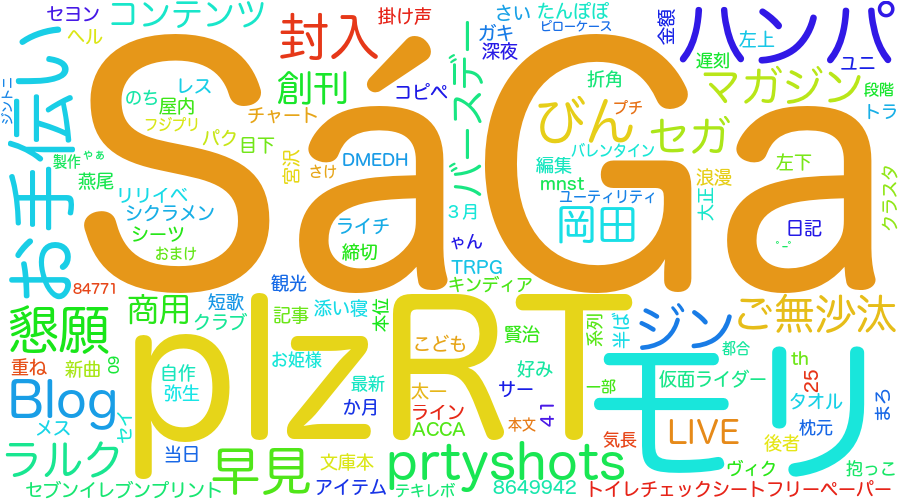 セヨン コンテンツ 掛け声 さい たんぽぽ 金額 ハンパ
ヘル 封入 ガキ ピローケース 左上
ジントニ お手伝い SáGa 深夜 バースデー 遅刻 ユニ
のち レス 創刊 コピペ 折角 マガジン 段階
屋内 チャート びん プチ セガ トラ
フジプリ パク 目下
製作 ゃぁ 宮沢 DMEDH 編集 バレンタイン 左下
燕尾 さけ mnst 浪漫 クラスタ
リリイベ ユーティリティ 大正
シクラメン ライチ 3月 岡田 日記
シーツ ゃん
おまけ 締切 TRPG
84771 観光 キンディア
懇願 商用 短歌 記事 添い寝 本位 plzRT 賢治 系列 半ば ジン ご無沙汰
クラブ
重ね 新曲 09 お姫様 こども 都合
Blog 自作 最新 太一 好み サー 一部 モリ 仮面ライダー th 25
弥生 か月 ライン 41 タオル まろ
メス セイ ACCA 本文 LIVE 枕元
ラルク 当日 早見 文庫本 prtyshots 気長 後者
ヴィク 抱っこ
セブンイレブンプリント アイテム テキレボ 8649942 トイレチェックシートフリーペーパー